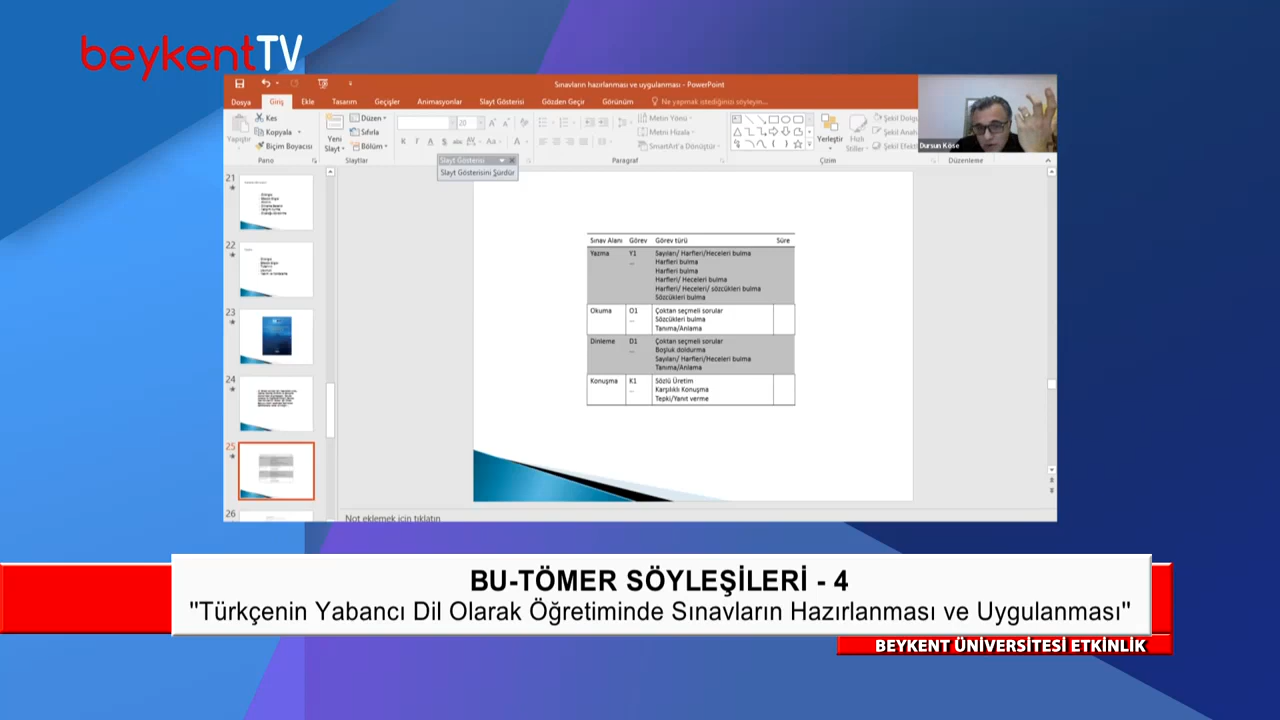 beykentTV
Sınavların hazırlanması ve uygulanması - PowerPoint
Dosya Giriş Ekle Tasarım Geçişler Animasyonlar Slayt Gösterisi Gözden Geçir Görünüm Ne yapmak istediğinizi söyleyin...
Yapıştır
Kes
Kopyala
Biçim Boyacısı
Pano
Yeni
Slayt
Düzen
Sıfırla
Bölüm
Slaytlar
20
K T A S abc AV Aa A
Metin Yönü
Metni Hizala
SmartArt'a Dönüştür
Paragraf
Yerleştir
Hızlı
Stiller
Şekil Dolgu
Şekil Anah
Şekil Efekt
Çizim
Düzenleme
Dursun Köse
Slayt Gösterisi
Slayt Gösterisini Sürdür
21
22
23
24
25
26
Sınav Alanı Görev Görev türü Süre
Yazma Y1 Sayıları/ Harfleri/Heceleri bulma
... Harfleri bulma
Harfleri bulma
Harfleri/ Heceleri bulma
Harfleri/ Heceleri/ sözcükleri bulma
Sözcükleri bulma
Okuma O1 Çoktan seçmeli sorular
... Sözcükleri bulma
Tanıma/Anlama
Dinleme D1 Çoktan seçmeli sorular
... Boşluk doldurma
Sayıları/ Harfleri/Heceleri bulma
Tanıma/Anlama
Konuşma K1 Sözlü Üretim
... Karşılıklı Konuşma
Tepki/Yanıt verme
Not eklemek için tıklatın
BU-TÖMER SÖYLEŞİLERİ - 4
"Türkçenin Yabancı Dil Olarak Öğretiminde Sınavların Hazırlanması ve Uygulanması"
BEYKENT ÜNİVERSİTESİ ETKİNLİK